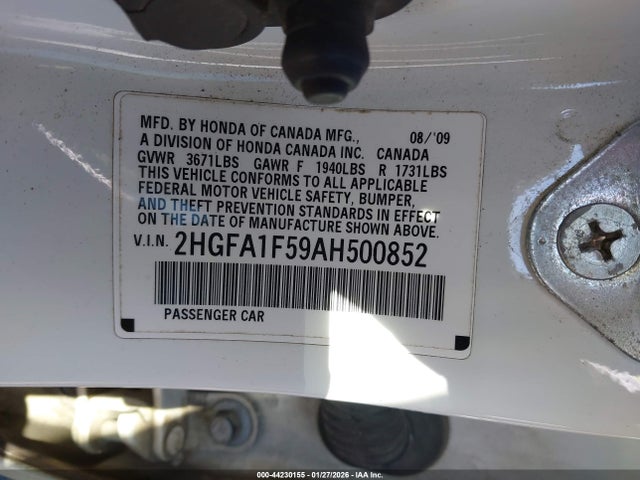 MFD. BY HONDA OF CANADA MFG., 08/'09
A DIVISION OF HONDA CANADA INC. CANADA
GVWR 3671LBS GAWR F 1940LBS R 1731LBS
THIS VEHICLE CONFORMS TO ALL APPLICABLE
FEDERAL MOTOR VEHICLE SAFETY, BUMPER,
AND THEFT PREVENTION STANDARDS IN EFFECT
ON THE DATE OF MANUFACTURE SHOWN ABOVE.
V.I.N. 2HGFA1F59AH500852
PASSENGER CAR
000-44230155 | 01/27/2026 | IAA Inc.